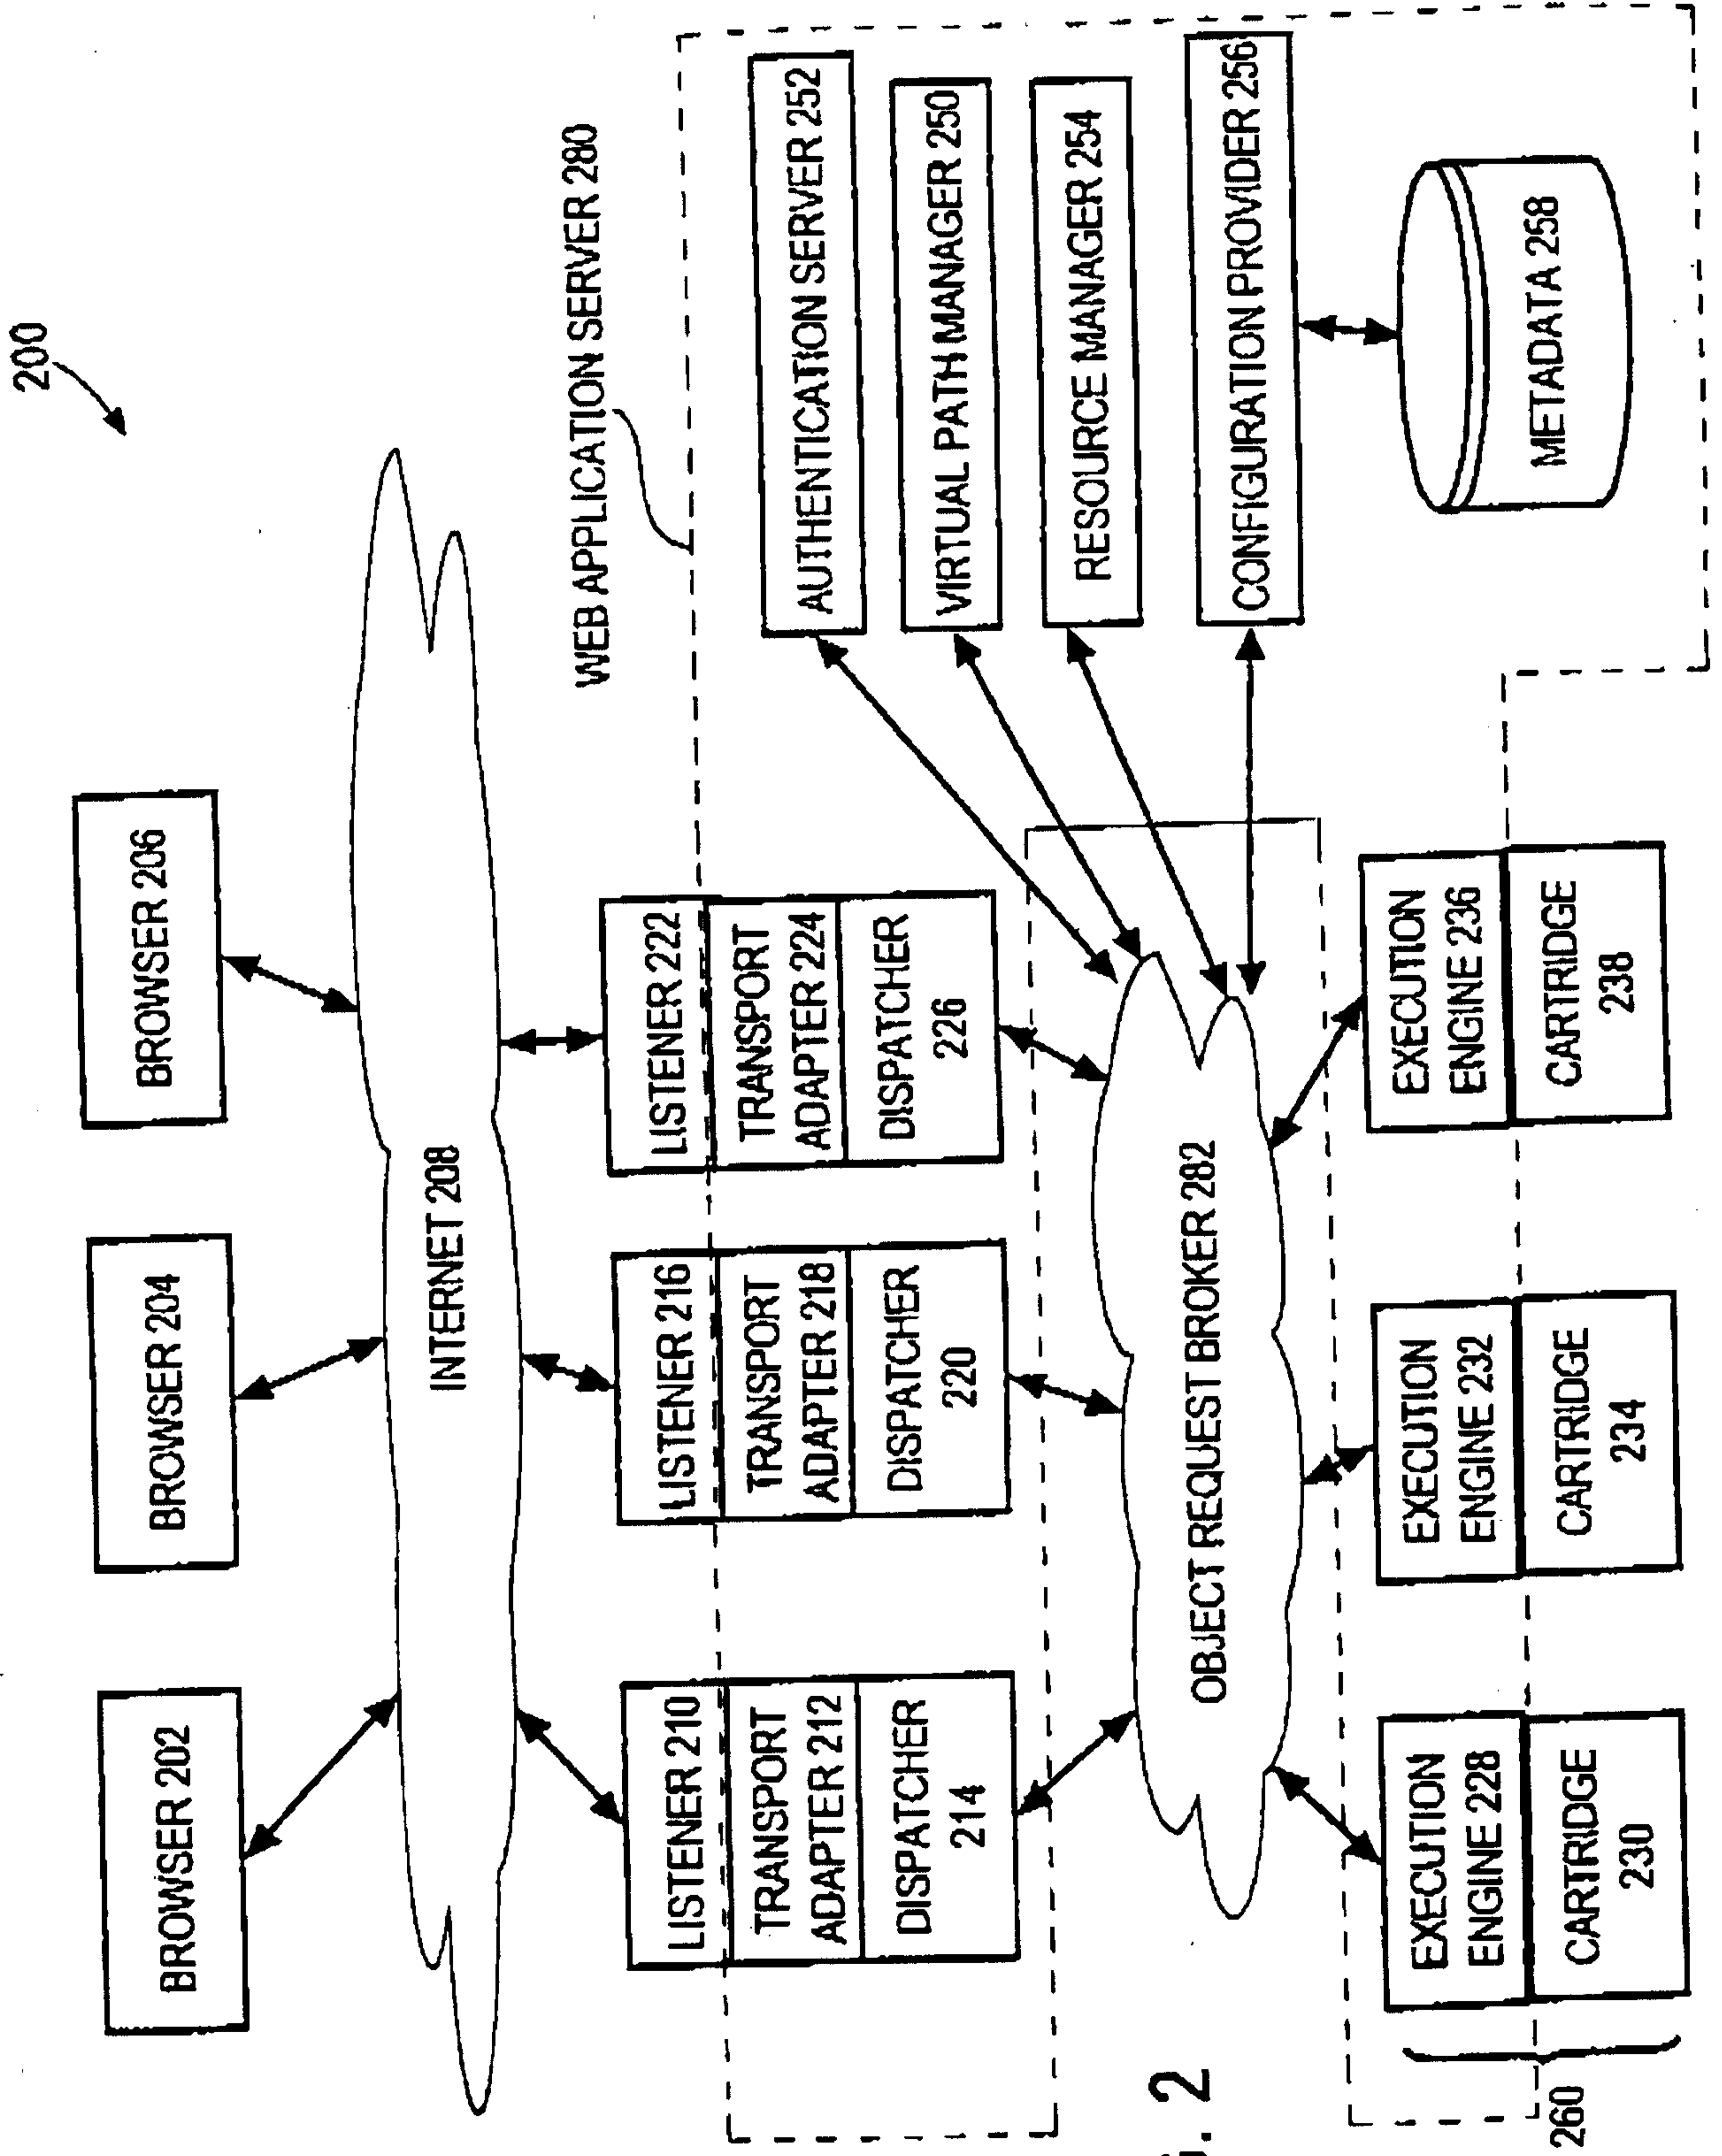 200
BROWSER 202
BROWSER 204
BROWSER 206
INTERNET 208
WEB APPLICATION SERVER 280
LISTENER 210
TRANSPORT
ADAPTER 212
DISPATCHER
214
LISTENER 216
TRANSPORT
ADAPTER 218
DISPATCHER
220
LISTENER 222
TRANSPORT
ADAPTER 224
DISPATCHER
226
AUTHENTICATION SERVER 252
VIRTUAL PATH MANAGER 250
RESOURCE MANAGER 254
CONFIGURATION PROVIDER 256
METADATA 258
OBJECT REQUEST BROKER 282
EXECUTION
ENGINE 228
CARTRIDGE
230
EXECUTION
ENGINE 232
CARTRIDGE
234
EXECUTION
ENGINE 236
CARTRIDGE
238
260
2